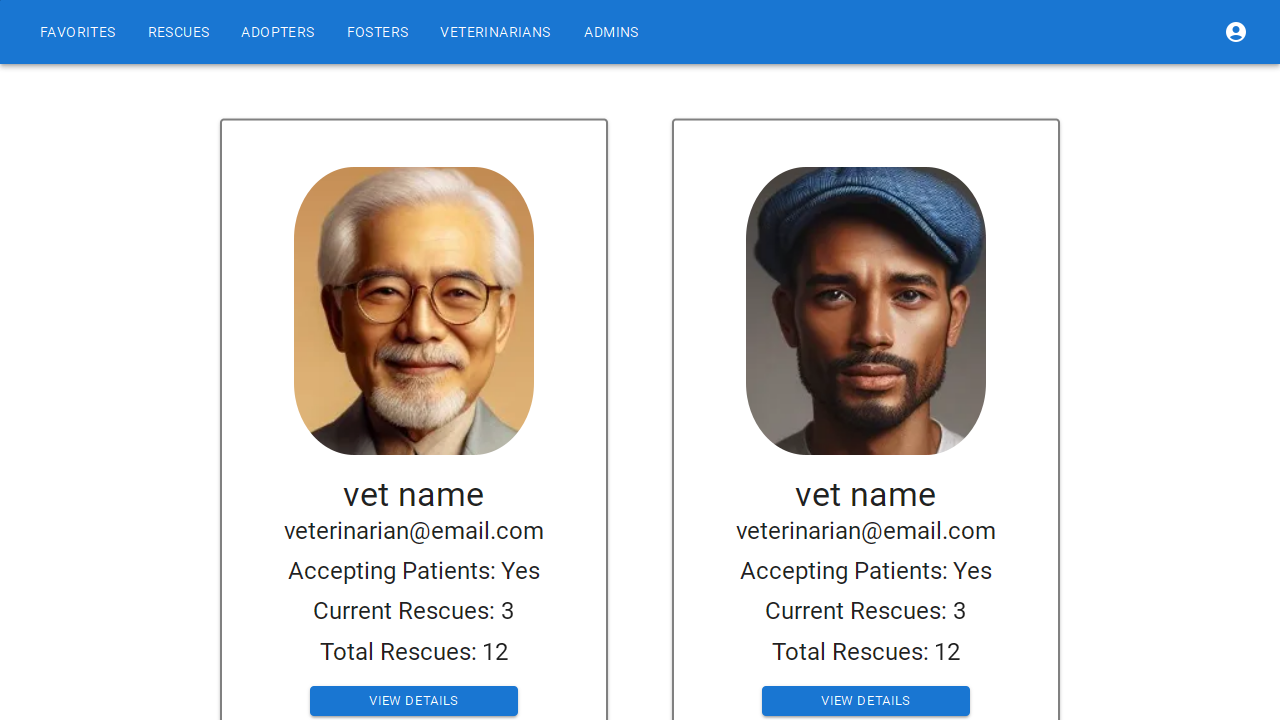 FAVORITES RESCUES ADOPTERS FOSTERS VETERINARIANS ADMINS
vet name
veterinarian@email.com
Accepting Patients: Yes
Current Rescues: 3
Total Rescues: 12
VIEW DETAILS
vet name
veterinarian@email.com
Accepting Patients: Yes
Current Rescues: 3
Total Rescues: 12
VIEW DETAILS